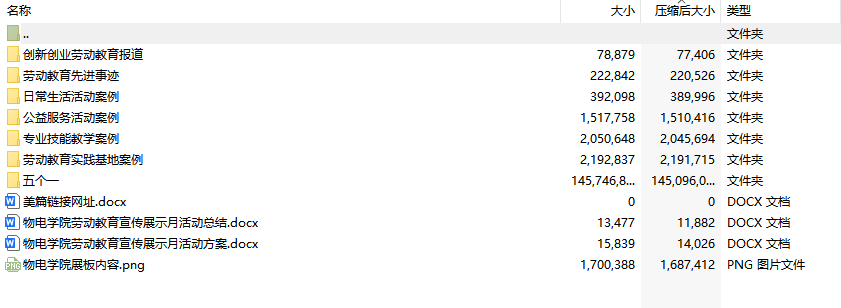 名称 大小 压缩后大小 类型
.. 文件夹
创新创业劳动教育报道 78,879 77,406 文件夹
劳动教育先进事迹 222,842 220,526 文件夹
日常生活活动案例 392,098 389,996 文件夹
公益服务活动案例 1,517,758 1,510,416 文件夹
专业技能教学案例 2,050,648 2,045,694 文件夹
劳动教育实践基地案例 2,192,837 2,191,715 文件夹
五个一 145,746,8... 145,096,0... 文件夹
美篇链接网址.docx 0 0 DOCX 文档
物电学院劳动教育宣传展示月活动总结.docx 13,477 11,882 DOCX 文档
物电学院劳动教育宣传展示月活动方案.docx 15,839 14,026 DOCX 文档
物电学院展板内容.png 1,700,388 1,687,412 PNG 图片文件